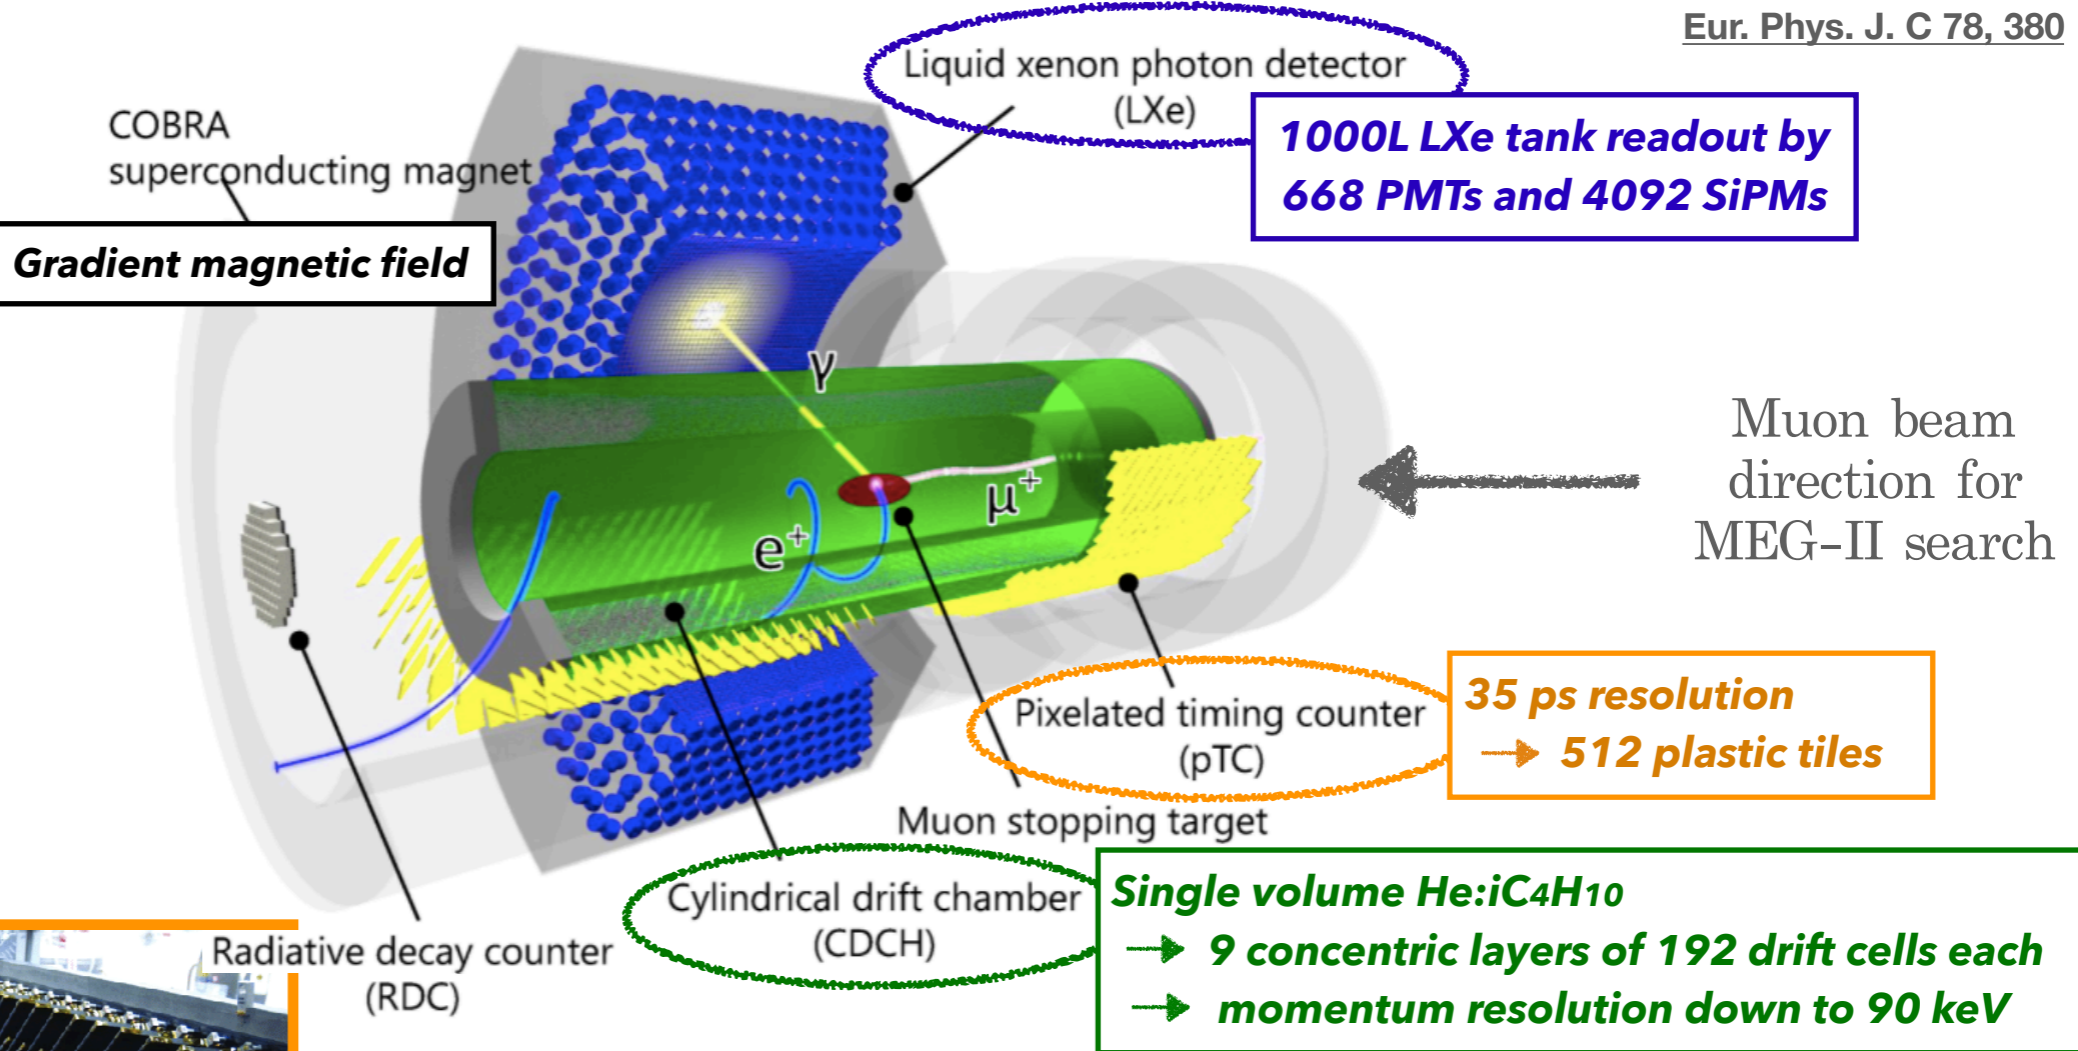 Eur. Phys. J. C 78, 380
Liquid xenon photon detector
(LXe)
1000L LXe tank readout by
668 PMTs and 4092 SiPMs
COBRA
superconducting magnet
Gradient magnetic field
γ
e⁺
μ⁺
Muon beam
direction for
MEG-II search
Pixelated timing counter
(pTC)
35 ps resolution
→ 512 plastic tiles
Muon stopping target
Cylindrical drift chamber
(CDCH)
Single volume He:iC4H10
→ 9 concentric layers of 192 drift cells each
→ momentum resolution down to 90 keV
Radiative decay counter
(RDC)